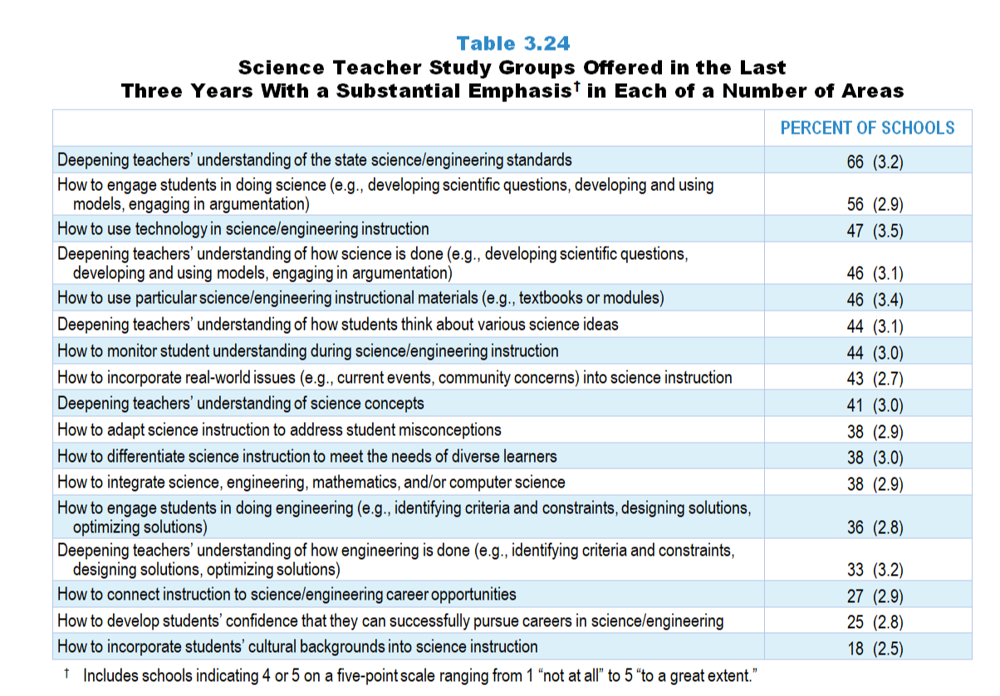 Table 3.24
Science Teacher Study Groups Offered in the Last
Three Years With a Substantial Emphasis† in Each of a Number of Areas
PERCENT OF SCHOOLS
Deepening teachers’ understanding of the state science/engineering standards 66 (3.2)
How to engage students in doing science (e.g., developing scientific questions, developing and using
models, engaging in argumentation) 56 (2.9)
How to use technology in science/engineering instruction 47 (3.5)
Deepening teachers’ understanding of how science is done (e.g., developing scientific questions,
developing and using models, engaging in argumentation) 46 (3.1)
How to use particular science/engineering instructional materials (e.g., textbooks or modules) 46 (3.4)
Deepening teachers’ understanding of how students think about various science ideas 44 (3.1)
How to monitor student understanding during science/engineering instruction 44 (3.0)
How to incorporate real-world issues (e.g., current events, community concerns) into science instruction 43 (2.7)
Deepening teachers’ understanding of science concepts 41 (3.0)
How to adapt science instruction to address student misconceptions 38 (2.9)
How to differentiate science instruction to meet the needs of diverse learners 38 (3.0)
How to integrate science, engineering, mathematics, and/or computer science 38 (2.9)
How to engage students in doing engineering (e.g., identifying criteria and constraints, designing solutions,
optimizing solutions) 36 (2.8)
Deepening teachers’ understanding of how engineering is done (e.g., identifying criteria and constraints,
designing solutions, optimizing solutions) 33 (3.2)
How to connect instruction to science/engineering career opportunities 27 (2.9)
How to develop students’ confidence that they can successfully pursue careers in science/engineering 25 (2.8)
How to incorporate students’ cultural backgrounds into science instruction 18 (2.5)
† Includes schools indicating 4 or 5 on a five-point scale ranging from 1 “not at all” to 5 “to a great extent.”